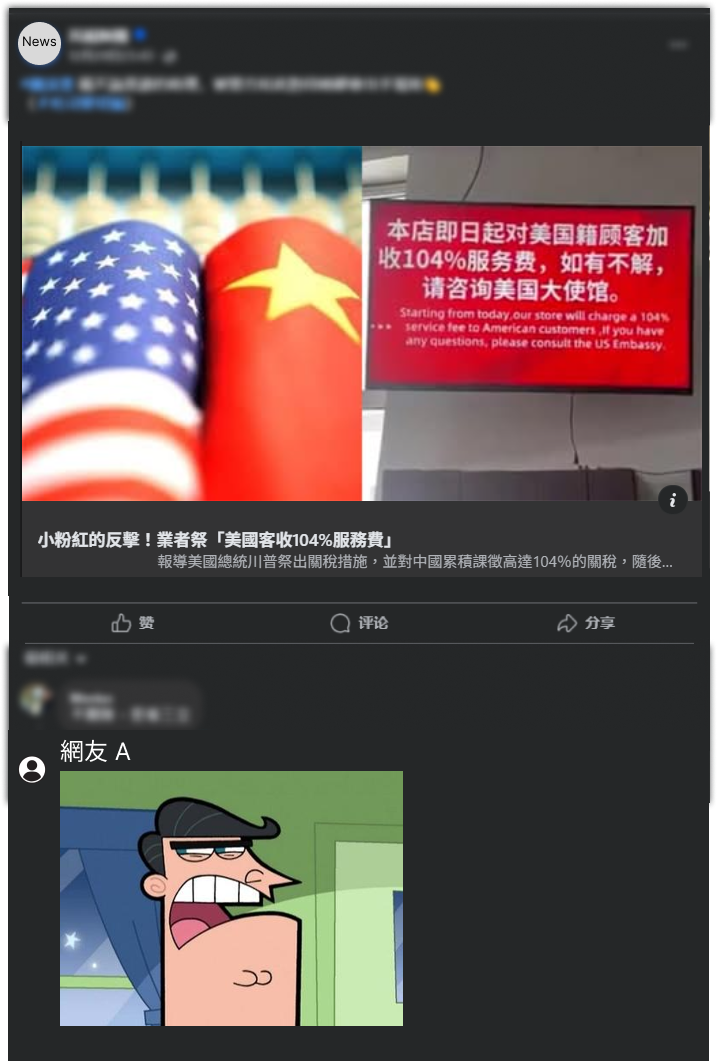 News
本店即日起对美国籍顾客加
收104%服务费，如有不解，
请咨询美国大使馆。
Starting from today,our store will charge a 104%
service fee to American customers ,If you have
any questions, please consult the US Embassy.
小粉紅的反擊！業者祭「美國客收104%服務費」
報導美國總統川普祭出關稅措施，並對中國累積課徵高達104%的關稅，隨後...
赞
评论
分享
網友 A